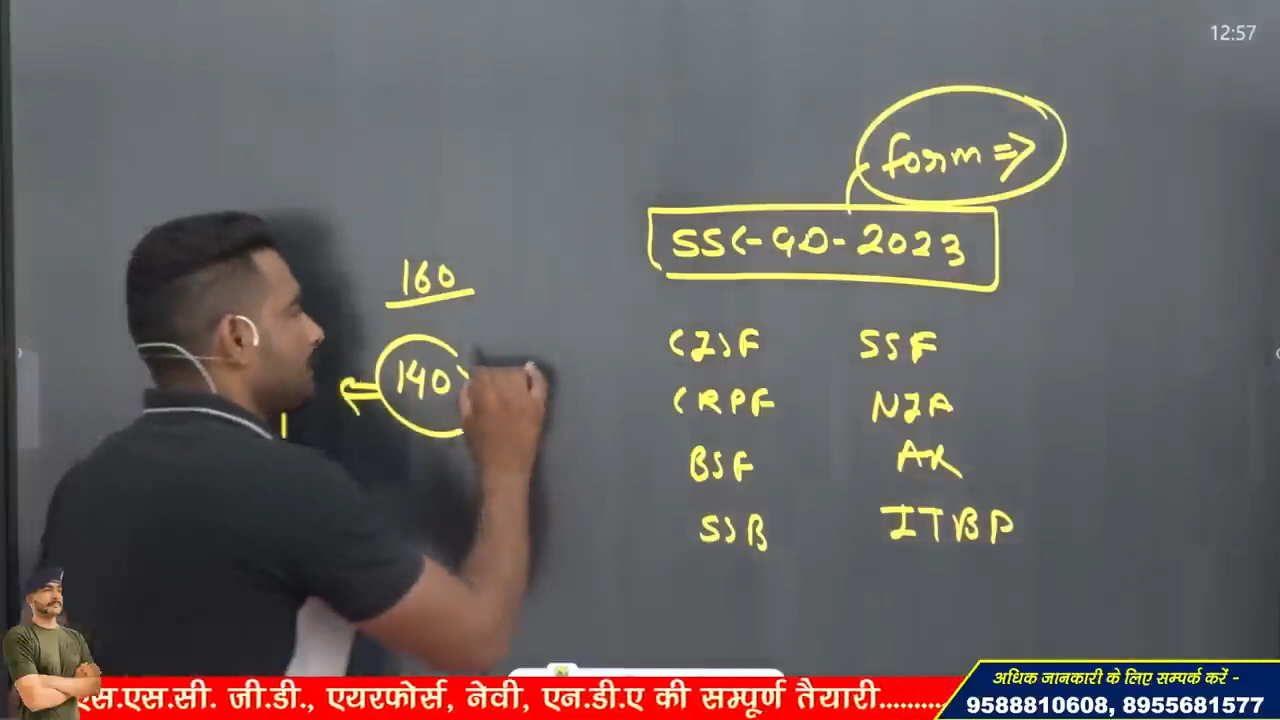 12:57
form =>
SSC-GD-2023
160
140
CISF SSF
CRPF NIA
BSF AR
SSB ITBP
एस.एस.सी. जी.डी., एयरफोर्स, नेवी, एन.डी.ए की सम्पूर्ण तैयारी.........
अधिक जानकारी के लिए सम्पर्क करें -
9588810608, 8955681577